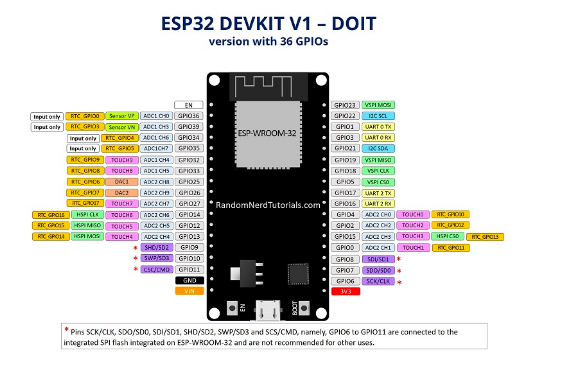 ESP32 DEVKIT V1 – DOIT
version with 36 GPIOs
EN
Input only RTC_GPIO0 Sensor VP ADC1 CH0 GPIO36
Input only RTC_GPIO3 Sensor VN ADC1 CH3 GPIO39
Input only RTC_GPIO4 ADC1 CH6 GPIO34
Input only RTC_GPIO5 ADC1CH7 GPIO35
RTC_GPIO9 TOUCH9 ADC1 CH4 GPIO32
RTC_GPIO8 TOUCH8 ADC1 CH5 GPIO33
RTC_GPIO6 DAC1 ADC2 CH8 GPIO25
RTC_GPIO7 DAC2 ADC2 CH9 GPIO26
RTC_GPIO17 TOUCH7 ADC2 CH7 GPIO27
RTC_GPIO16 HSPI CLK TOUCH6 ADC2 CH6 GPIO14
RTC_GPIO15 HSPI MISO TOUCH5 ADC2 CH5 GPIO12
RTC_GPIO14 HSPI MOSI TOUCH4 ADC2 CH4 GPIO13
* SHD/SD2 GPIO9
* SWP/SD3 GPIO10
* CSC/CMD GPIO11
GND
VIN
ESP-WROOM-32
RandomNerdTutorials.com
EN
BOOT
GPIO23 VSPI MOSI
GPIO22 I2C SCL
GPIO1 UART 0 TX
GPIO3 UART 0 RX
GPIO21 I2C SDA
GPIO19 VSPI MISO
GPIO18 VSPI CLK
GPIO5 VSPI CS0
GPIO17 UART 2 TX
GPIO16 UART 2 RX
GPIO4 ADC2 CH0 TOUCH0 RTC_GPIO10
GPIO2 ADC2 CH2 TOUCH2 RTC_GPIO12
GPIO15 ADC2 CH3 TOUCH3 HSPI CS0 RTC_GPIO13
GPIO0 ADC2 CH1 TOUCH1 RTC_GPIO11
GPIO8 SDI/SD1 *
GPIO7 SDO/SD0 *
GPIO6 SCK/CLK *
3V3
* Pins SCK/CLK, SDO/SD0, SDI/SD1, SHD/SD2, SWP/SD3 and SCS/CMD, namely, GPIO6 to GPIO11 are connected to the
integrated SPI flash integrated on ESP-WROOM-32 and are not recommended for other uses.